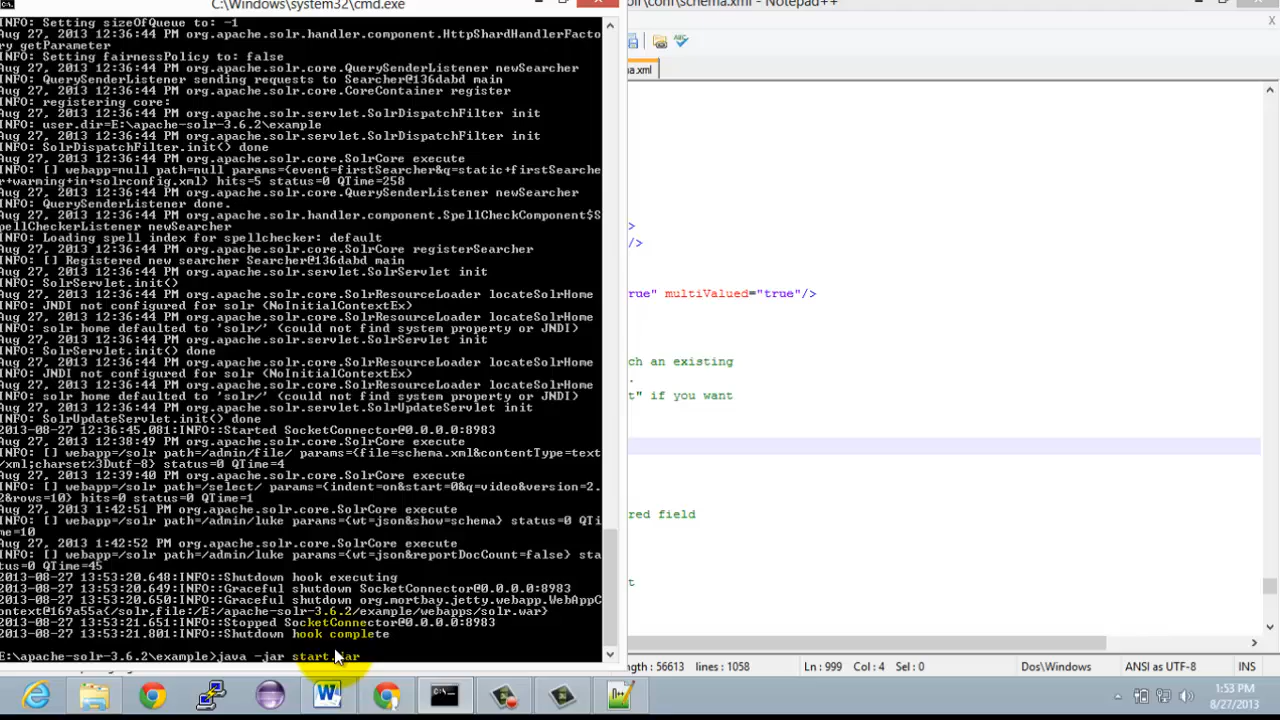 C:\Windows\system32\cmd.exe
INFO: Setting sizeOfQueue to: -1
Aug 27, 2013 12:36:44 PM org.apache.solr.handler.component.HttpShardHandlerFacto
ry getParameter
INFO: Setting fairnessPolicy to: false
Aug 27, 2013 12:36:44 PM org.apache.solr.core.QuerySenderListener newSearcher
INFO: QuerySenderListener sending requests to Searcher@136dabd main
Aug 27, 2013 12:36:44 PM org.apache.solr.core.CoreContainer register
INFO: registering core:
Aug 27, 2013 12:36:44 PM org.apache.solr.servlet.SolrDispatchFilter init
INFO: user.dir=E:\apache-solr-3.6.2\example
Aug 27, 2013 12:36:44 PM org.apache.solr.servlet.SolrDispatchFilter init
INFO: SolrDispatchFilter.init() done
Aug 27, 2013 12:36:44 PM org.apache.solr.core.SolrCore execute
INFO: [] webapp=null path=null params={event=firstSearcher&q=static+firstSearche
r+warming+in+solrconfig.xml} hits=5 status=0 QTime=258
Aug 27, 2013 12:36:44 PM org.apache.solr.core.QuerySenderListener newSearcher
INFO: QuerySenderListener done.
Aug 27, 2013 12:36:44 PM org.apache.solr.handler.component.SpellCheckComponent$S
pellCheckerListener newSearcher
INFO: Loading spell index for spellchecker: default
Aug 27, 2013 12:36:44 PM org.apache.solr.core.SolrCore registerSearcher
INFO: [] Registered new searcher Searcher@136dabd main
Aug 27, 2013 12:36:44 PM org.apache.solr.servlet.SolrServlet init
INFO: SolrServlet.init()
Aug 27, 2013 12:36:44 PM org.apache.solr.core.SolrResourceLoader locateSolrHome
INFO: JNDI not configured for solr (NoInitialContextEx)
Aug 27, 2013 12:36:44 PM org.apache.solr.core.SolrResourceLoader locateSolrHome
INFO: solr home defaulted to 'solr/' (could not find system property or JNDI)
Aug 27, 2013 12:36:44 PM org.apache.solr.servlet.SolrServlet init
INFO: SolrServlet.init() done
Aug 27, 2013 12:36:44 PM org.apache.solr.core.SolrResourceLoader locateSolrHome
INFO: JNDI not configured for solr (NoInitialContextEx)
Aug 27, 2013 12:36:44 PM org.apache.solr.core.SolrResourceLoader locateSolrHome
INFO: solr home defaulted to 'solr/' (could not find system property or JNDI)
Aug 27, 2013 12:36:44 PM org.apache.solr.servlet.SolrUpdateServlet init
INFO: SolrUpdateServlet.init() done
2013-08-27 12:36:45.081:INFO::Started SocketConnector@0.0.0.0:8983
Aug 27, 2013 12:38:49 PM org.apache.solr.core.SolrCore execute
INFO: [] webapp=/solr path=/admin/file/ params={file=schema.xml&contentType=text
/xml;charset%3Dutf-8} status=0 QTime=4
Aug 27, 2013 12:39:40 PM org.apache.solr.core.SolrCore execute
INFO: [] webapp=/solr path=/select/ params={indent=on&start=0&q=video&version=2.
2&rows=10} hits=0 status=0 QTime=1
Aug 27, 2013 1:42:51 PM org.apache.solr.core.SolrCore execute
INFO: [] webapp=/solr path=/admin/luke params={wt=json&show=schema} status=0 QTi
me=10
Aug 27, 2013 1:42:52 PM org.apache.solr.core.SolrCore execute
INFO: [] webapp=/solr path=/admin/luke params={wt=json&reportDocCount=false} sta
tus=0 QTime=45
2013-08-27 13:53:20.648:INFO::Shutdown hook executing
2013-08-27 13:53:20.649:INFO::Graceful shutdown SocketConnector@0.0.0.0:8983
2013-08-27 13:53:20.650:INFO::Graceful shutdown org.mortbay.jetty.webapp.WebAppC
ontext@169a55a{/solr,file:/E:/apache-solr-3.6.2/example/webapps/solr.war}
2013-08-27 13:53:21.651:INFO::Stopped SocketConnector@0.0.0.0:8983
2013-08-27 13:53:21.801:INFO::Shutdown hook complete
E:\apache-solr-3.6.2\example>java -jar start.jar
\conf\schema.xml - Notepad++
na.xml
>
/>
rue" multiValued="true"/>
ch an existing
.
t" if you want
red field
t
length : 56613 lines : 1058
Ln : 999 Col : 4 Sel : 0
Dos\Windows
ANSI as UTF-8
INS
1:53 PM
8/27/2013